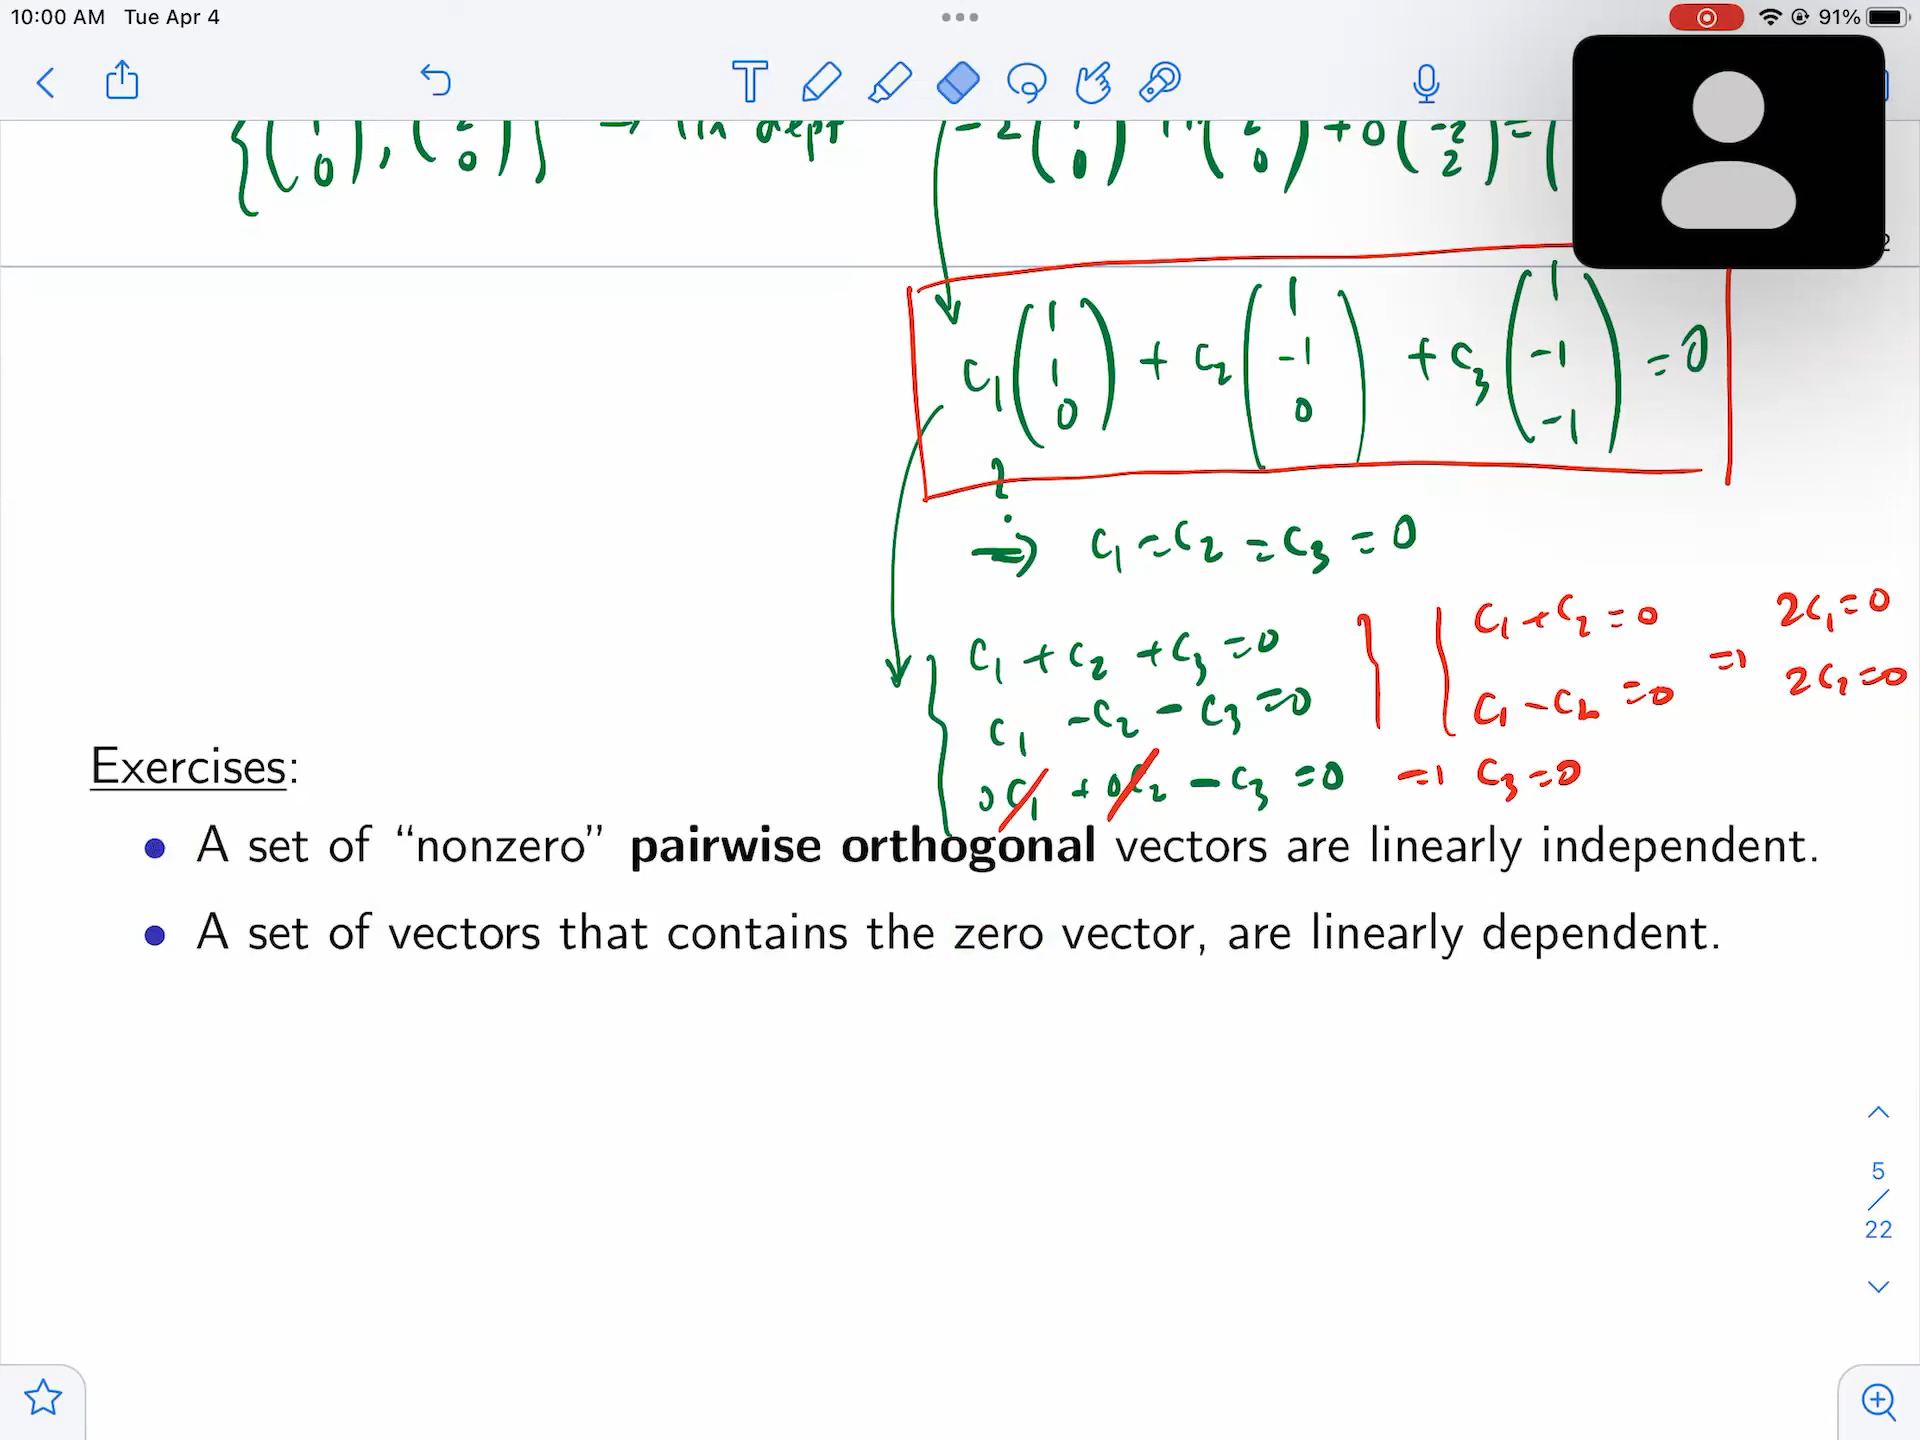 10:00 AM Tue Apr 4
91%
→ lin dept
+0
c₁ (1 1 0) + c₂ (1 -1 0) + c₃ (1 -1 -1) = 0
?
⇒ c₁ = c₂ = c₃ = 0
c₁ + c₂ + c₃ = 0
c₁ - c₂ - c₃ = 0
0c₁ + 0c₂ - c₃ = 0 ⇒ c₃ = 0
c₁ + c₂ = 0
c₁ - c₂ = 0
⇒ 2c₁ = 0
2c₂ = 0
Exercises:
• A set of “nonzero” pairwise orthogonal vectors are linearly independent.
• A set of vectors that contains the zero vector, are linearly dependent.
5
/
22